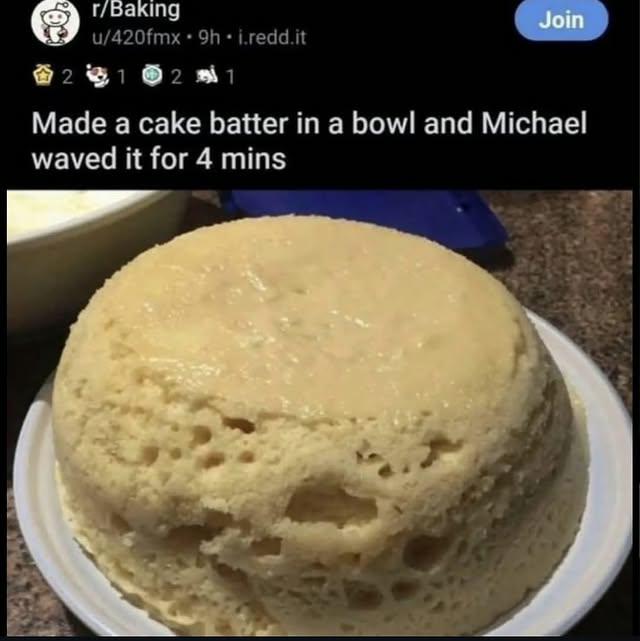 r/Baking
u/420fmx • 9h • i.redd.it
Join
2 1 2 1
Made a cake batter in a bowl and Michael
waved it for 4 mins